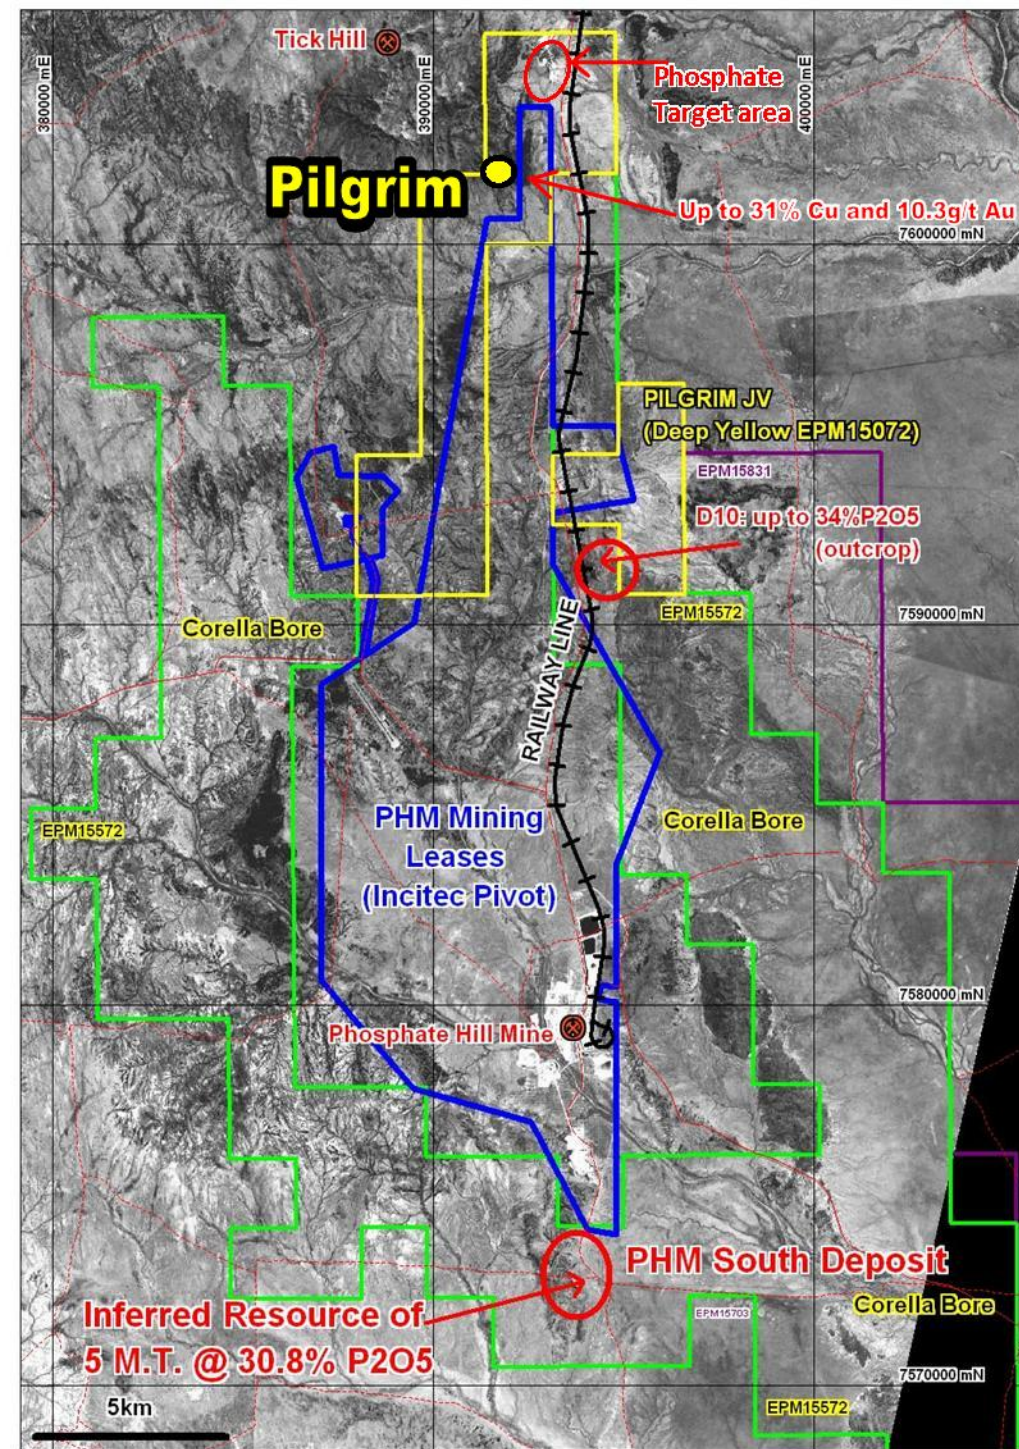 Tick Hill
380000 mE
390000 mE
400000 mE
Phosphate
Target area
Pilgrim
Up to 31% Cu and 10.3g/t Au
7600000 mN
PILGRIM JV
(Deep Yellow EPM15072)
EPM15831
D10: up to 34%P2O5
(outcrop)
EPM15572
7590000 mN
Corella Bore
RAILWAY LINE
PHM Mining
Leases
(Incitec Pivot)
Corella Bore
EPM15572
7580000 mN
Phosphate Hill Mine
PHM South Deposit
Inferred Resource of
5 M.T. @ 30.8% P2O5
Corella Bore
EPM15703
7570000 mN
5km
EPM15572